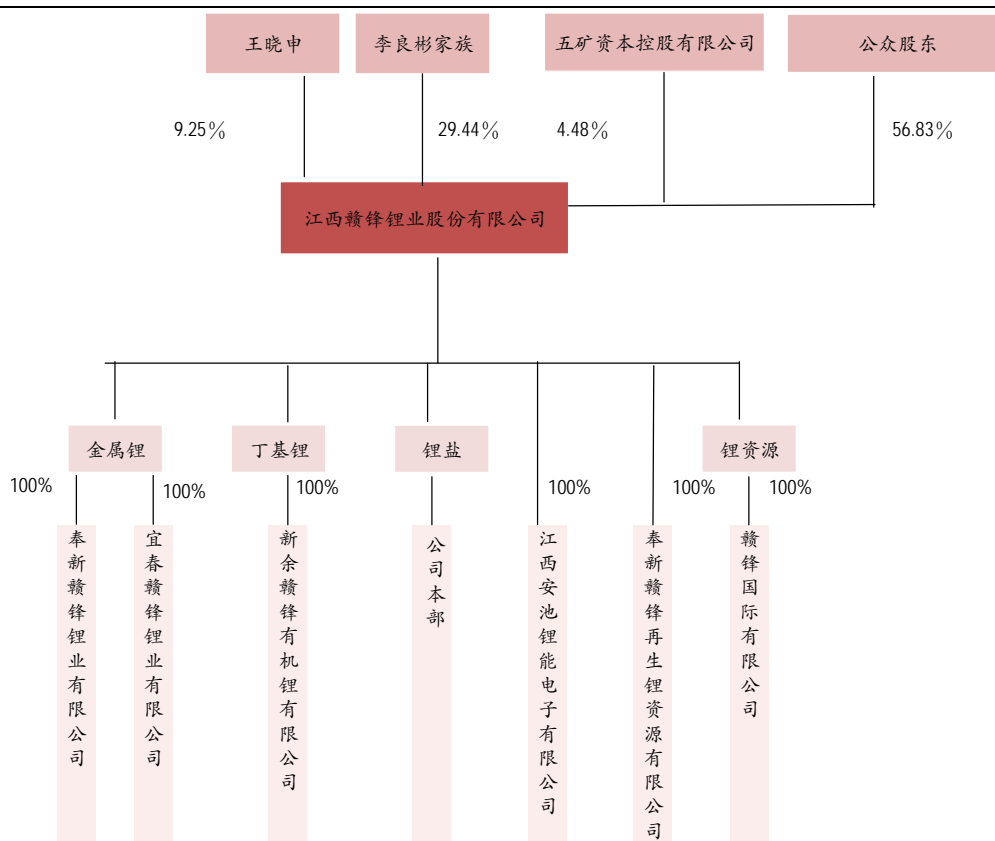 王晓申
李良彬家族
五矿资本控股有限公司
公众股东
9.25%
29.44%
4.48%
56.83%
江西赣锋锂业股份有限公司
金属锂
丁基锂
锂盐
锂资源
100%
100%
100%
100%
100%
100%
奉新赣锋锂业有限公司
宜春赣锋锂业有限公司
新余赣锋有机锂有限公司
公司本部
江西安池锂能电子有限公司
奉新赣锋再生锂资源有限公司
赣锋国际有限公司